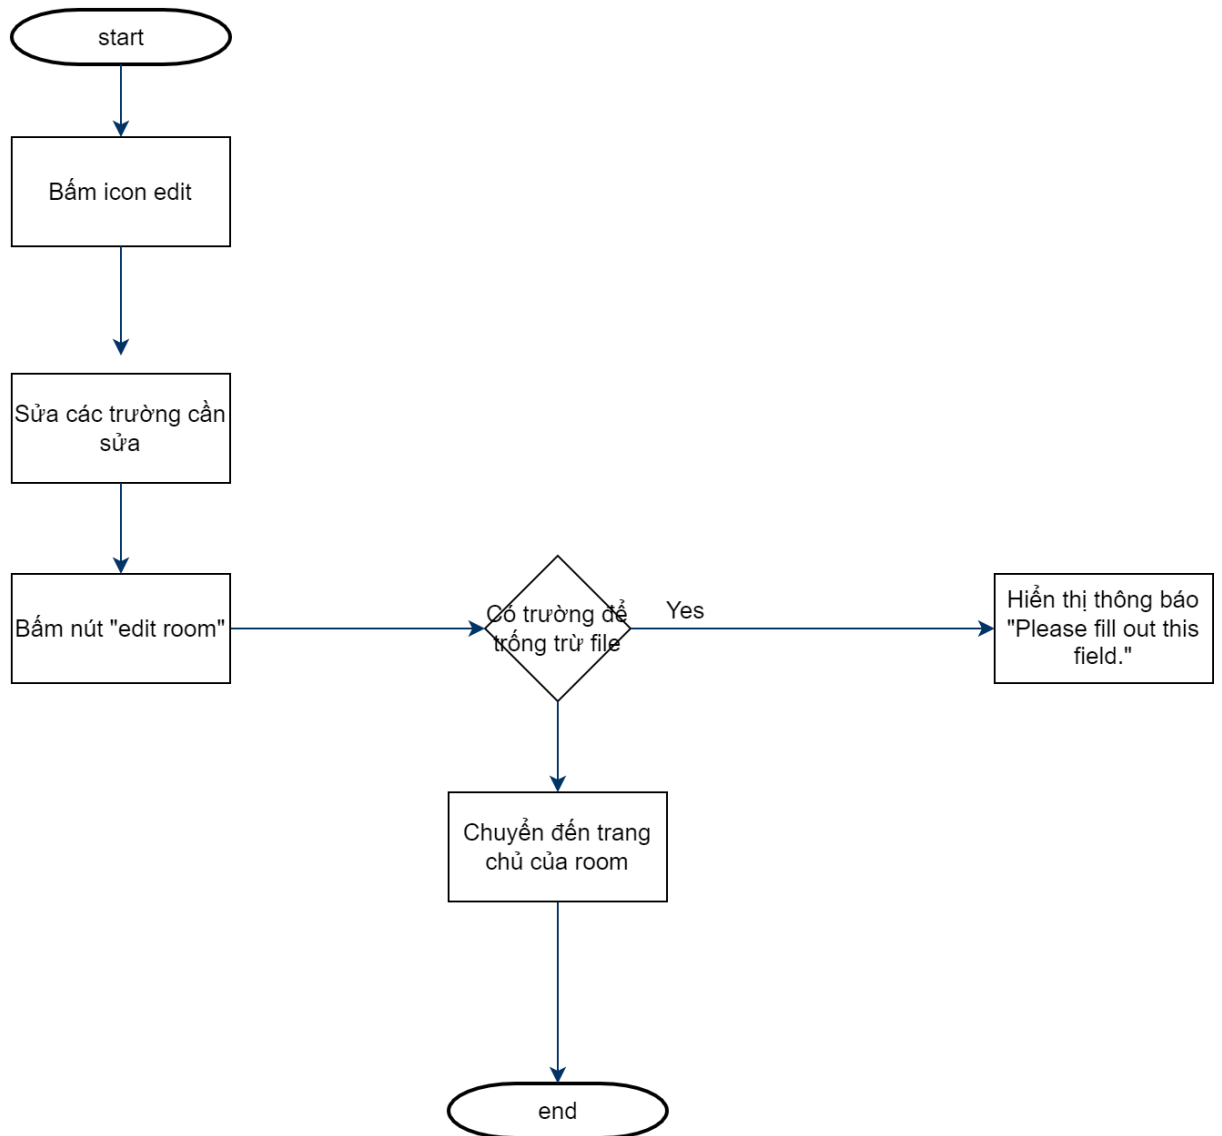 start
Bấm icon edit
Sửa các trường cần
sửa
Bấm nút "edit room"
Có trường để
trống trừ file
Yes
Hiển thị thông báo
"Please fill out this
field."
Chuyển đến trang
chủ của room
end